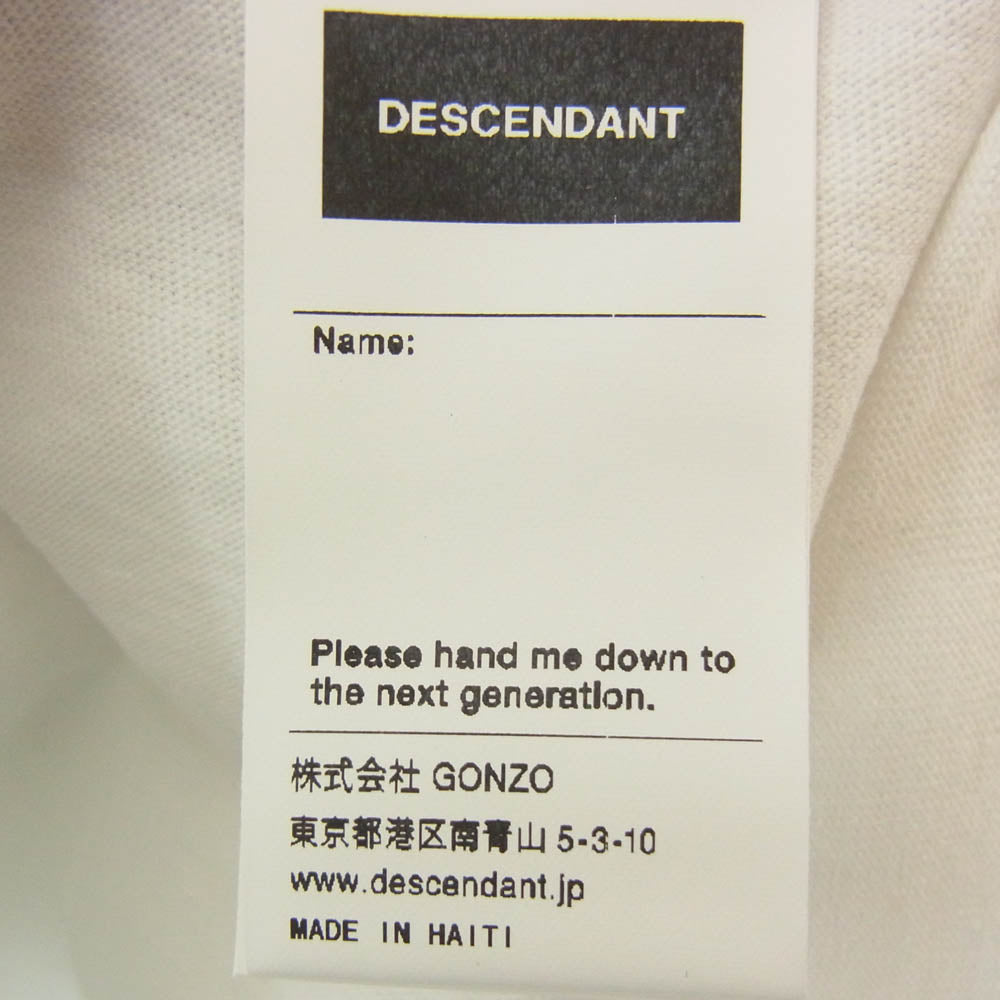 DESCENDANT
Name:
Please hand me down to
the next generation.
株式会社 GONZO
東京都港区南青山 5-3-10
www.descendant.jp
MADE IN HAITI